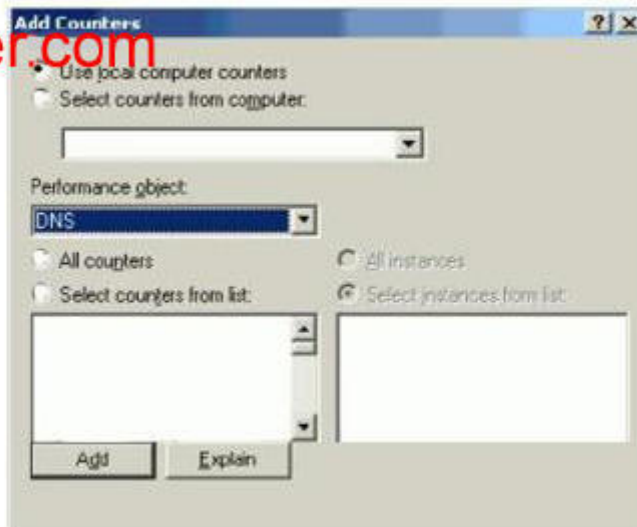 Add Counters
er.com
Use local computer counters
Select counters from computer:
Performance object:
DNS
All counters
All instances
Select counters from list:
Select instances from list:
Add
Explain